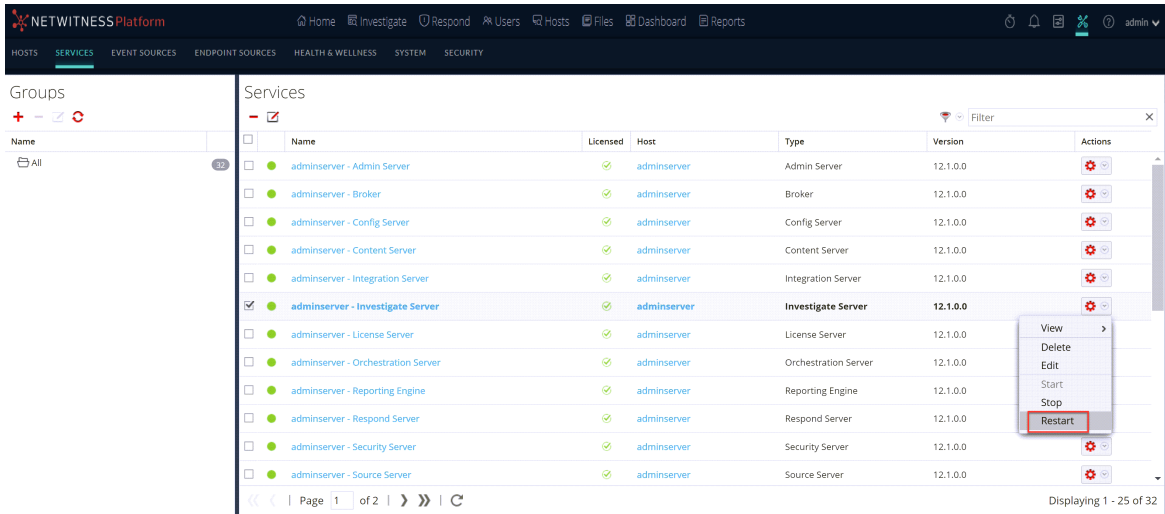 NETWITNESS Platform Home Investigate Respond Users Hosts Files Dashboard Reports admin
HOSTS SERVICES EVENT SOURCES ENDPOINT SOURCES HEALTH & WELLNESS SYSTEM SECURITY
Groups
Name
All 32
Services
Filter
Name Licensed Host Type Version Actions
adminserver - Admin Server adminserver Admin Server 12.1.0.0
adminserver - Broker adminserver Broker 12.1.0.0
adminserver - Config Server adminserver Config Server 12.1.0.0
adminserver - Content Server adminserver Content Server 12.1.0.0
adminserver - Integration Server adminserver Integration Server 12.1.0.0
adminserver - Investigate Server adminserver Investigate Server 12.1.0.0
adminserver - License Server adminserver License Server 12.1.0.0
adminserver - Orchestration Server adminserver Orchestration Server 12.1.0.0
adminserver - Reporting Engine adminserver Reporting Engine 12.1.0.0
adminserver - Respond Server adminserver Respond Server 12.1.0.0
adminserver - Security Server adminserver Security Server 12.1.0.0
adminserver - Source Server adminserver Source Server 12.1.0.0
View
Delete
Edit
Start
Stop
Restart
Page 1 of 2 Displaying 1 - 25 of 32